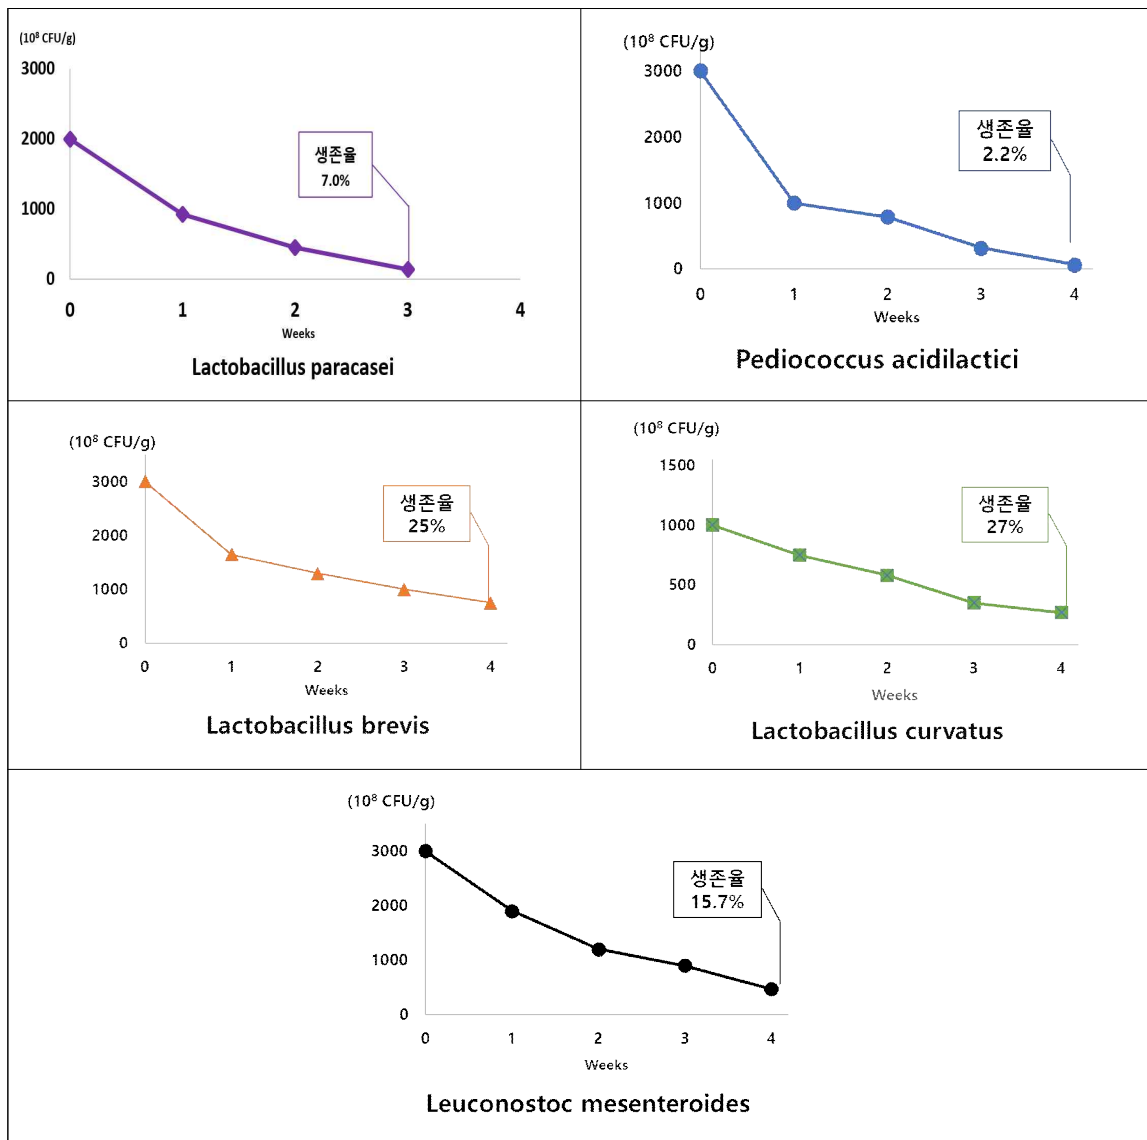 (10⁸ CFU/g)
3000
2000
1000
0
생존율
7.0%
0 1 2 3 4
Weeks
Lactobacillus paracasei
(10⁸ CFU/g)
3000
2000
1000
0
생존율
2.2%
0 1 2 3 4
Weeks
Pediococcus acidilactici
(10⁸ CFU/g)
3000
2000
1000
0
생존율
25%
0 1 2 3 4
Weeks
Lactobacillus brevis
(10⁸ CFU/g)
1500
1000
500
0
생존율
27%
0 1 2 3 4
Weeks
Lactobacillus curvatus
(10⁸ CFU/g)
3000
2000
1000
0
생존율
15.7%
0 1 2 3 4
Weeks
Leuconostoc mesenteroides